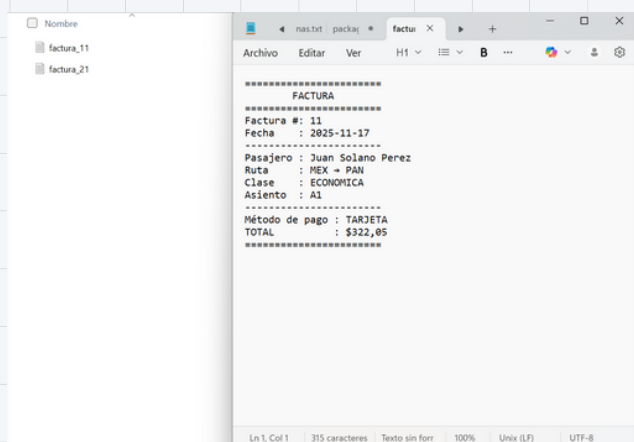 Nombre
factura_11
factura_21
nas.txt
factu
Archivo Editar Ver H1 B ...
=======================
FACTURA
=======================
Factura #: 11
Fecha : 2025-11-17
-----------------------
Pasajero : Juan Solano Perez
Ruta : MEX → PAN
Clase : ECONOMICA
Asiento : A1
-----------------------
Método de pago : TARJETA
TOTAL : $322,05
=======================
Ln 1, Col 1 315 caracteres Texto sin forr 100% Unix (LF) UTF-8